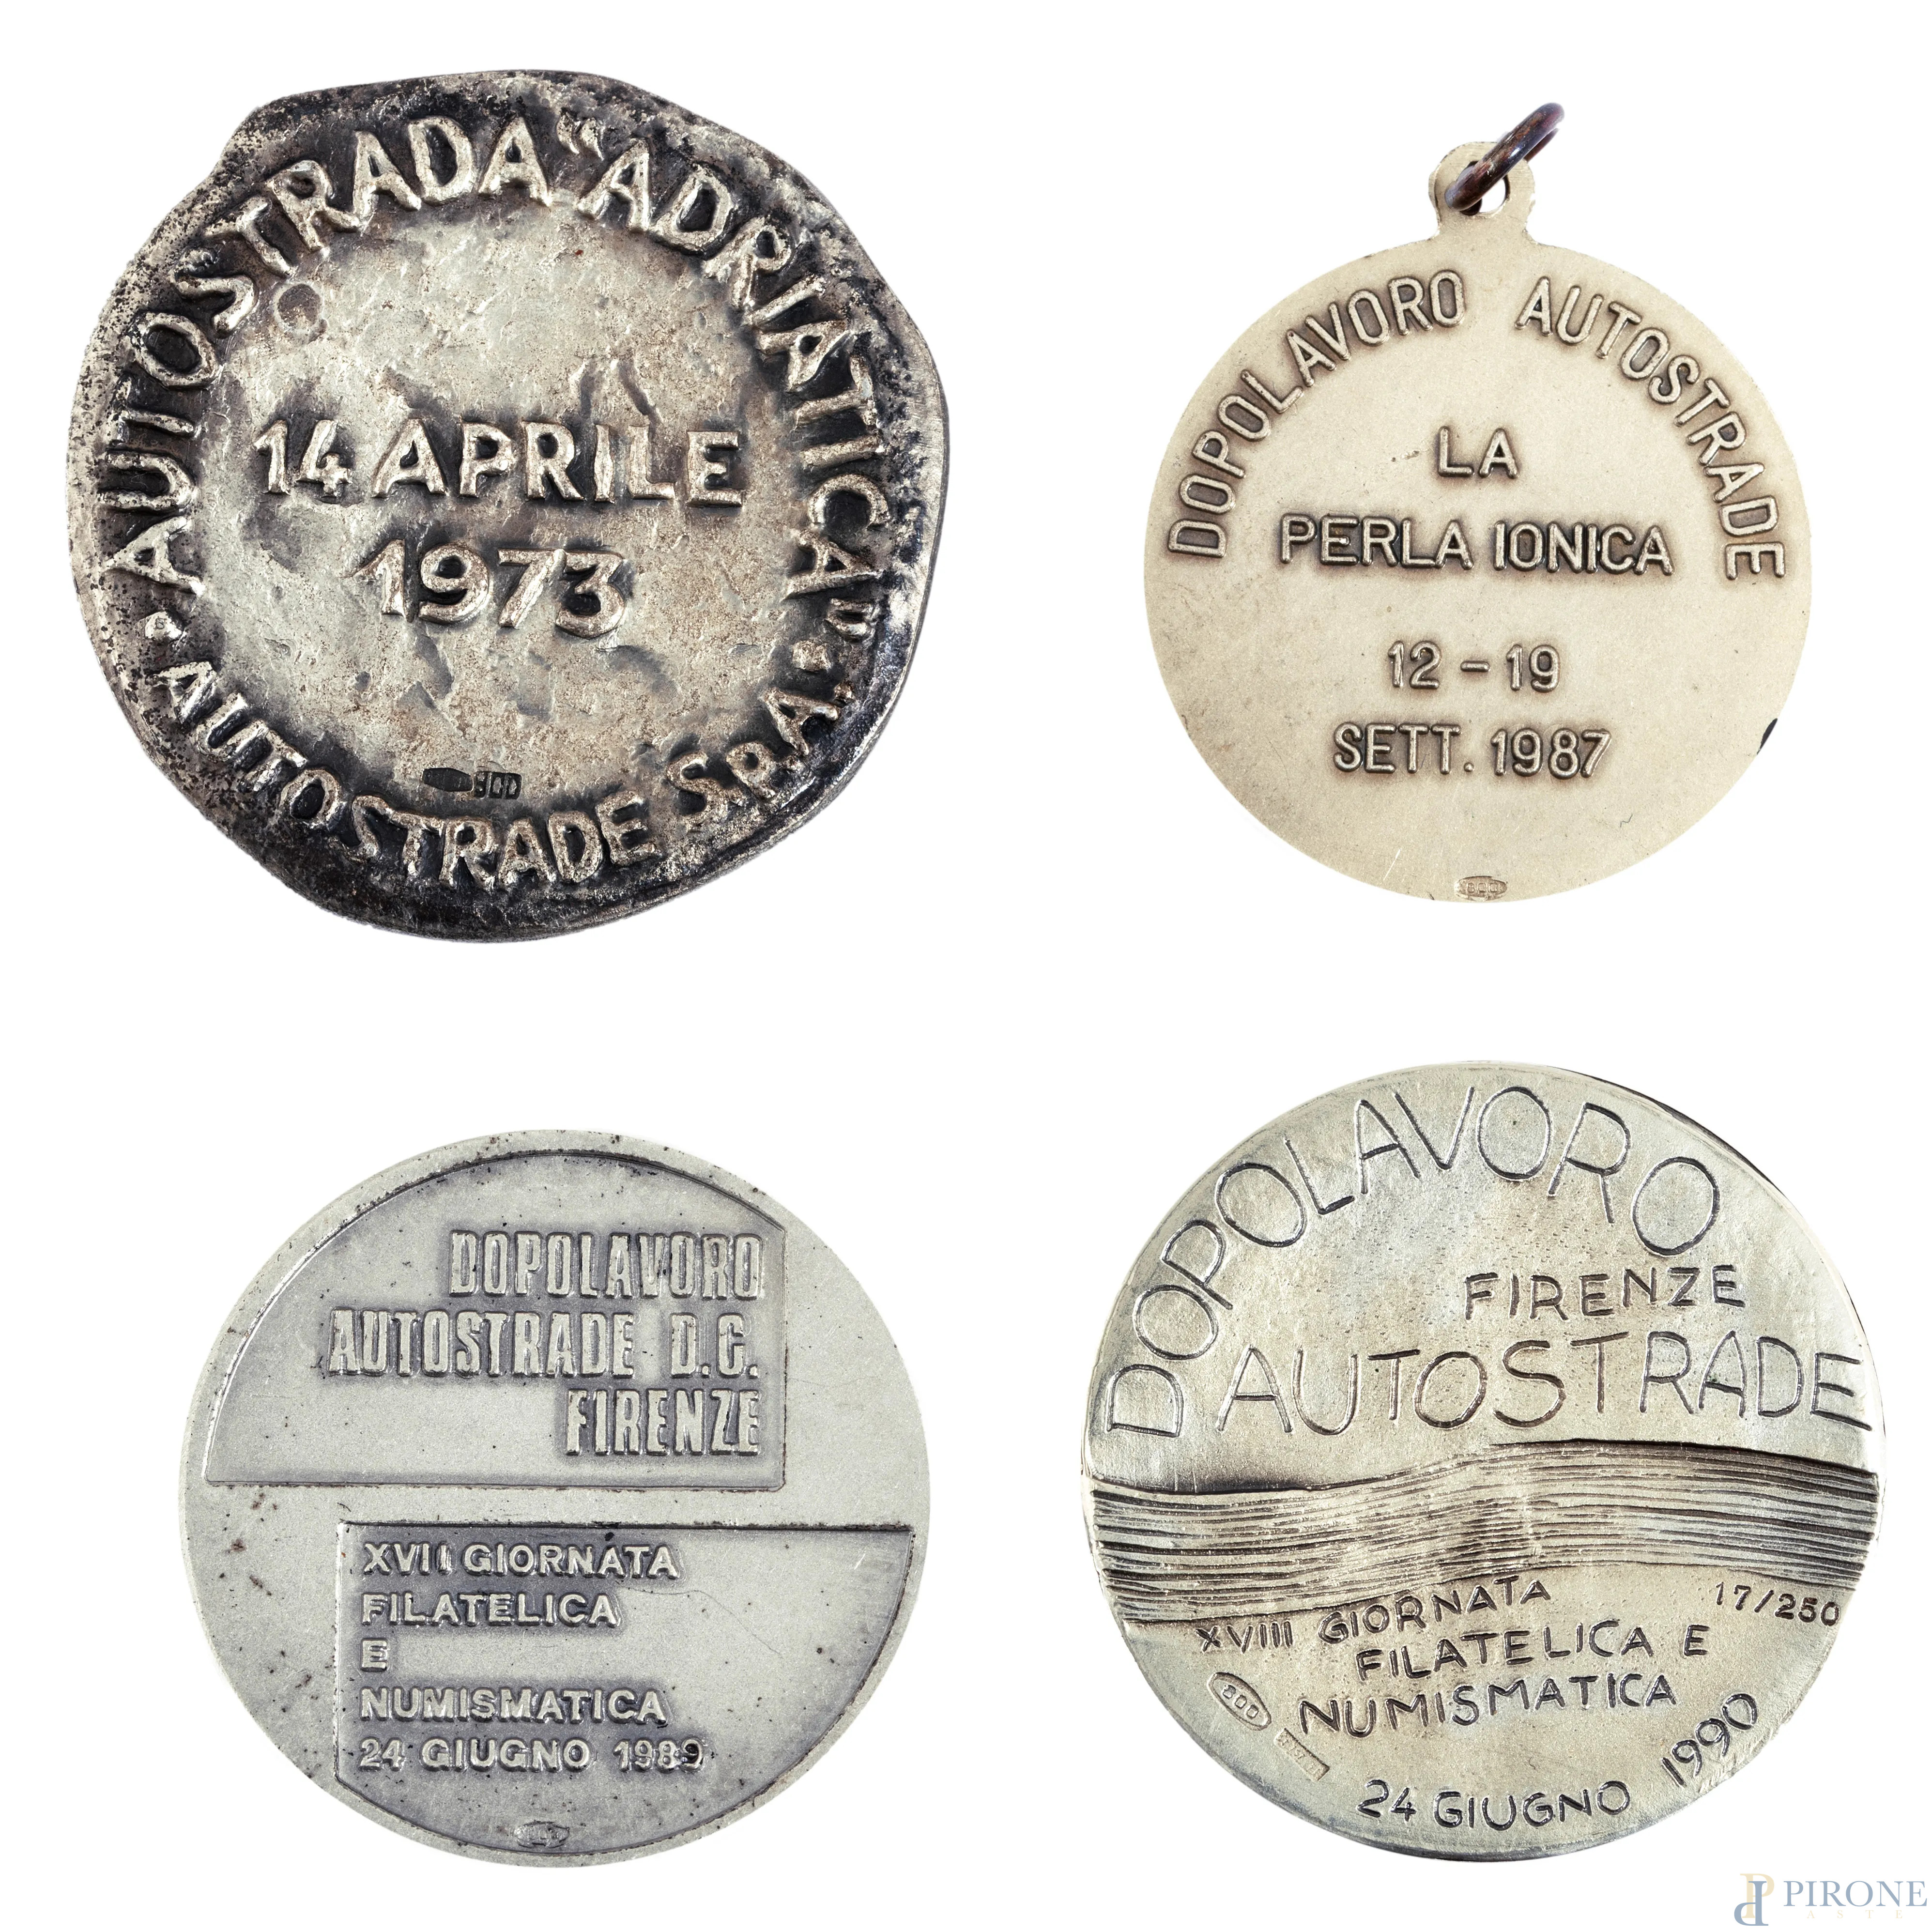 AUTOSTRADA "ADRIATICA"
14 APRILE
1973
800
• AUTOSTRADE S.p.A. •
DOPOLAVORO AUTOSTRADE
LA
PERLA IONICA
12 - 19
SETT. 1987
800
DOPOLAVORO
AUTOSTRADE D.C.
FIRENZE
XVII GIORNATA
FILATELICA
E
NUMISMATICA
24 GIUGNO 1989
DOPOLAVORO
FIRENZE
AUTOSTRADE
17/250
XVIII GIORNATA
FILATELICA E
NUMISMATICA
800
24 GIUGNO 1990
PIRONE
ASTE